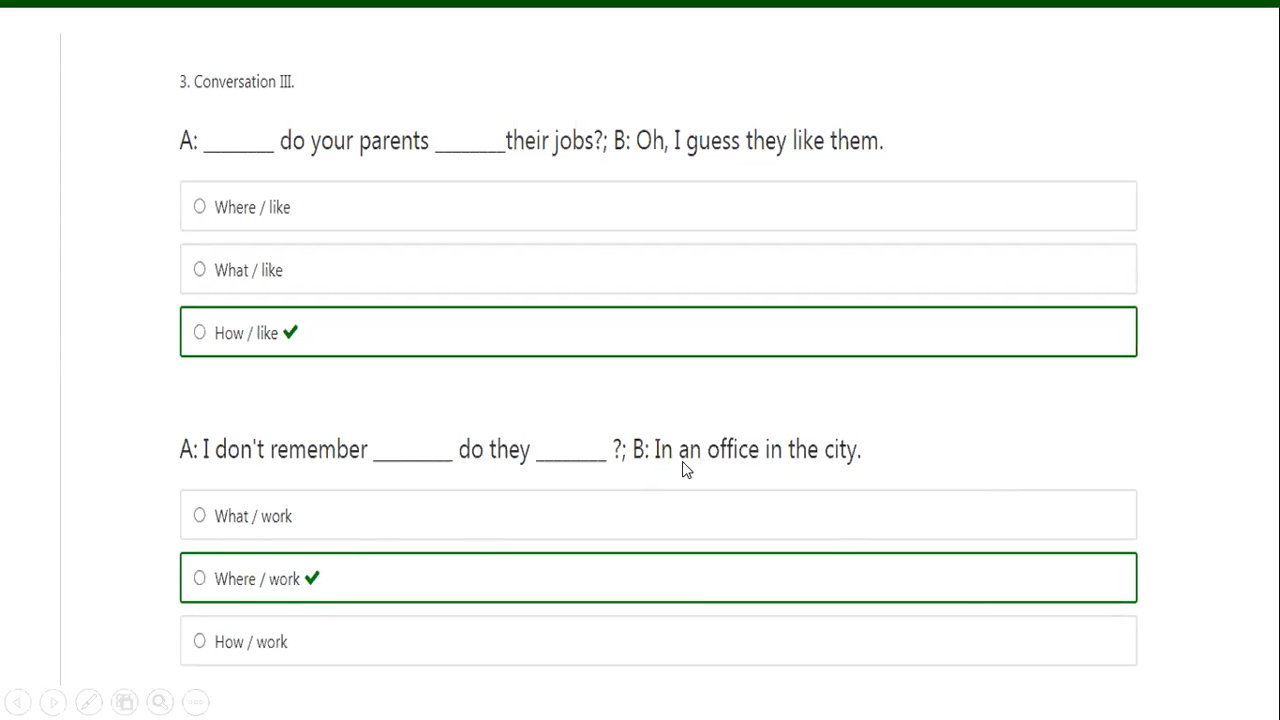 3. Conversation III.
A: _______ do your parents _______their jobs?; B: Oh, I guess they like them.
Where / like
What / like
How / like ✔
A: I don't remember ________ do they _______ ?; B: In an office in the city.
What / work
Where / work ✔
How / work